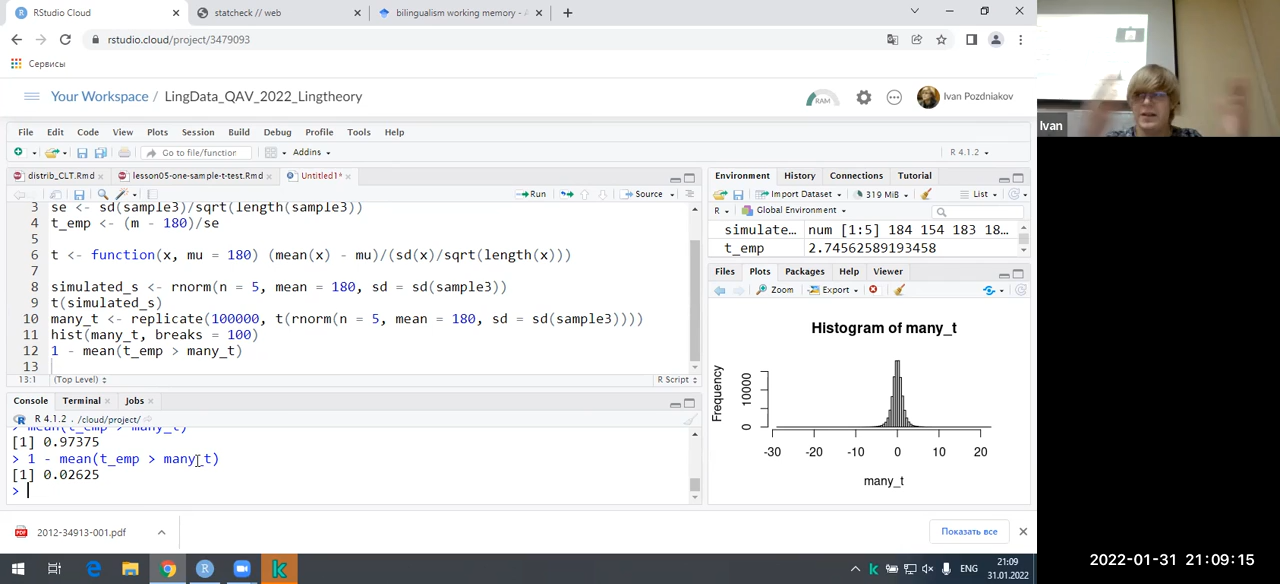 RStudio Cloud
statcheck // web
bilingualism working memory -
rstudio.cloud/project/3479093
Сервисы
Your Workspace / LingData_QAV_2022_Lingtheory
RAM
Ivan Pozdniakov
File Edit Code View Plots Session Build Debug Profile Tools Help
Go to file/function
Addins
R 4.1.2
distrib_CLT.Rmd
lesson05-one-sample-t-test.Rmd
Untitled1*
Run
Source
3 se <- sd(sample3)/sqrt(length(sample3))
4 t_emp <- (m - 180)/se
5
6 t <- function(x, mu = 180) (mean(x) - mu)/(sd(x)/sqrt(length(x)))
7
8 simulated_s <- rnorm(n = 5, mean = 180, sd = sd(sample3))
9 t(simulated_s)
10 many_t <- replicate(100000, t(rnorm(n = 5, mean = 180, sd = sd(sample3))))
11 hist(many_t, breaks = 100)
12 1 - mean(t_emp > many_t)
13
13:1 (Top Level) R Script
Console Terminal Jobs
R 4.1.2 . /cloud/project/
> mean(t_emp > many_t)
[1] 0.97375
> 1 - mean(t_emp > many_t)
[1] 0.02625
>
Environment History Connections Tutorial
Import Dataset 319 MiB List
R Global Environment
simulate… num [1:5] 184 154 183 18…
t_emp 2.74562589193458
Files Plots Packages Help Viewer
Zoom Export
Histogram of many_t
Frequency
0 10000
-30 -20 -10 0 10 20
many_t
2012-34913-001.pdf
Показать все
ENG
21:09
31.01.2022
Ivan
2022-01-31 21:09:15